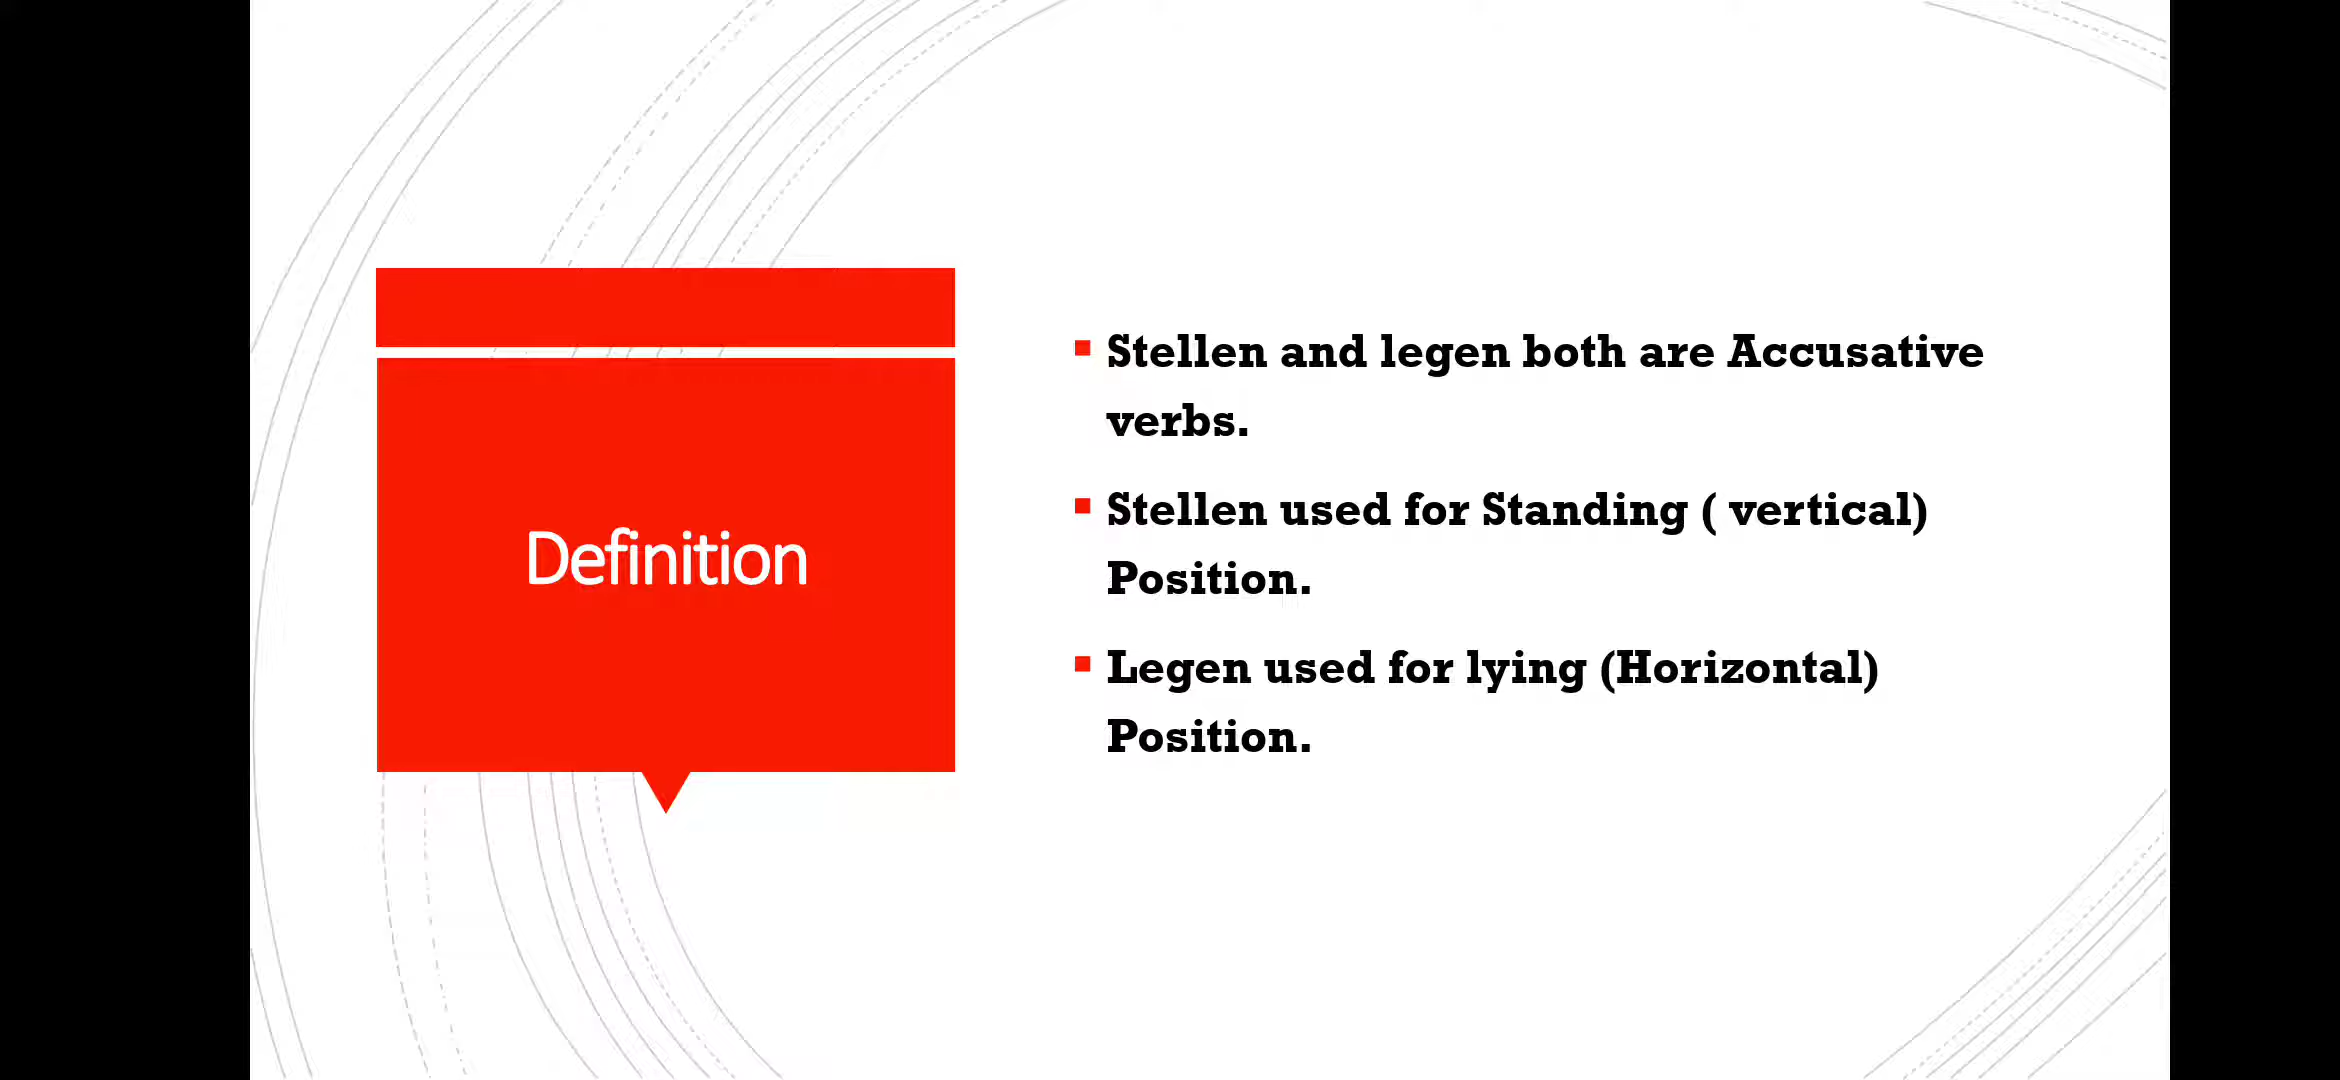 Definition
Stellen and legen both are Accusative
verbs.
Stellen used for Standing ( vertical)
Position.
Legen used for lying (Horizontal)
Position.